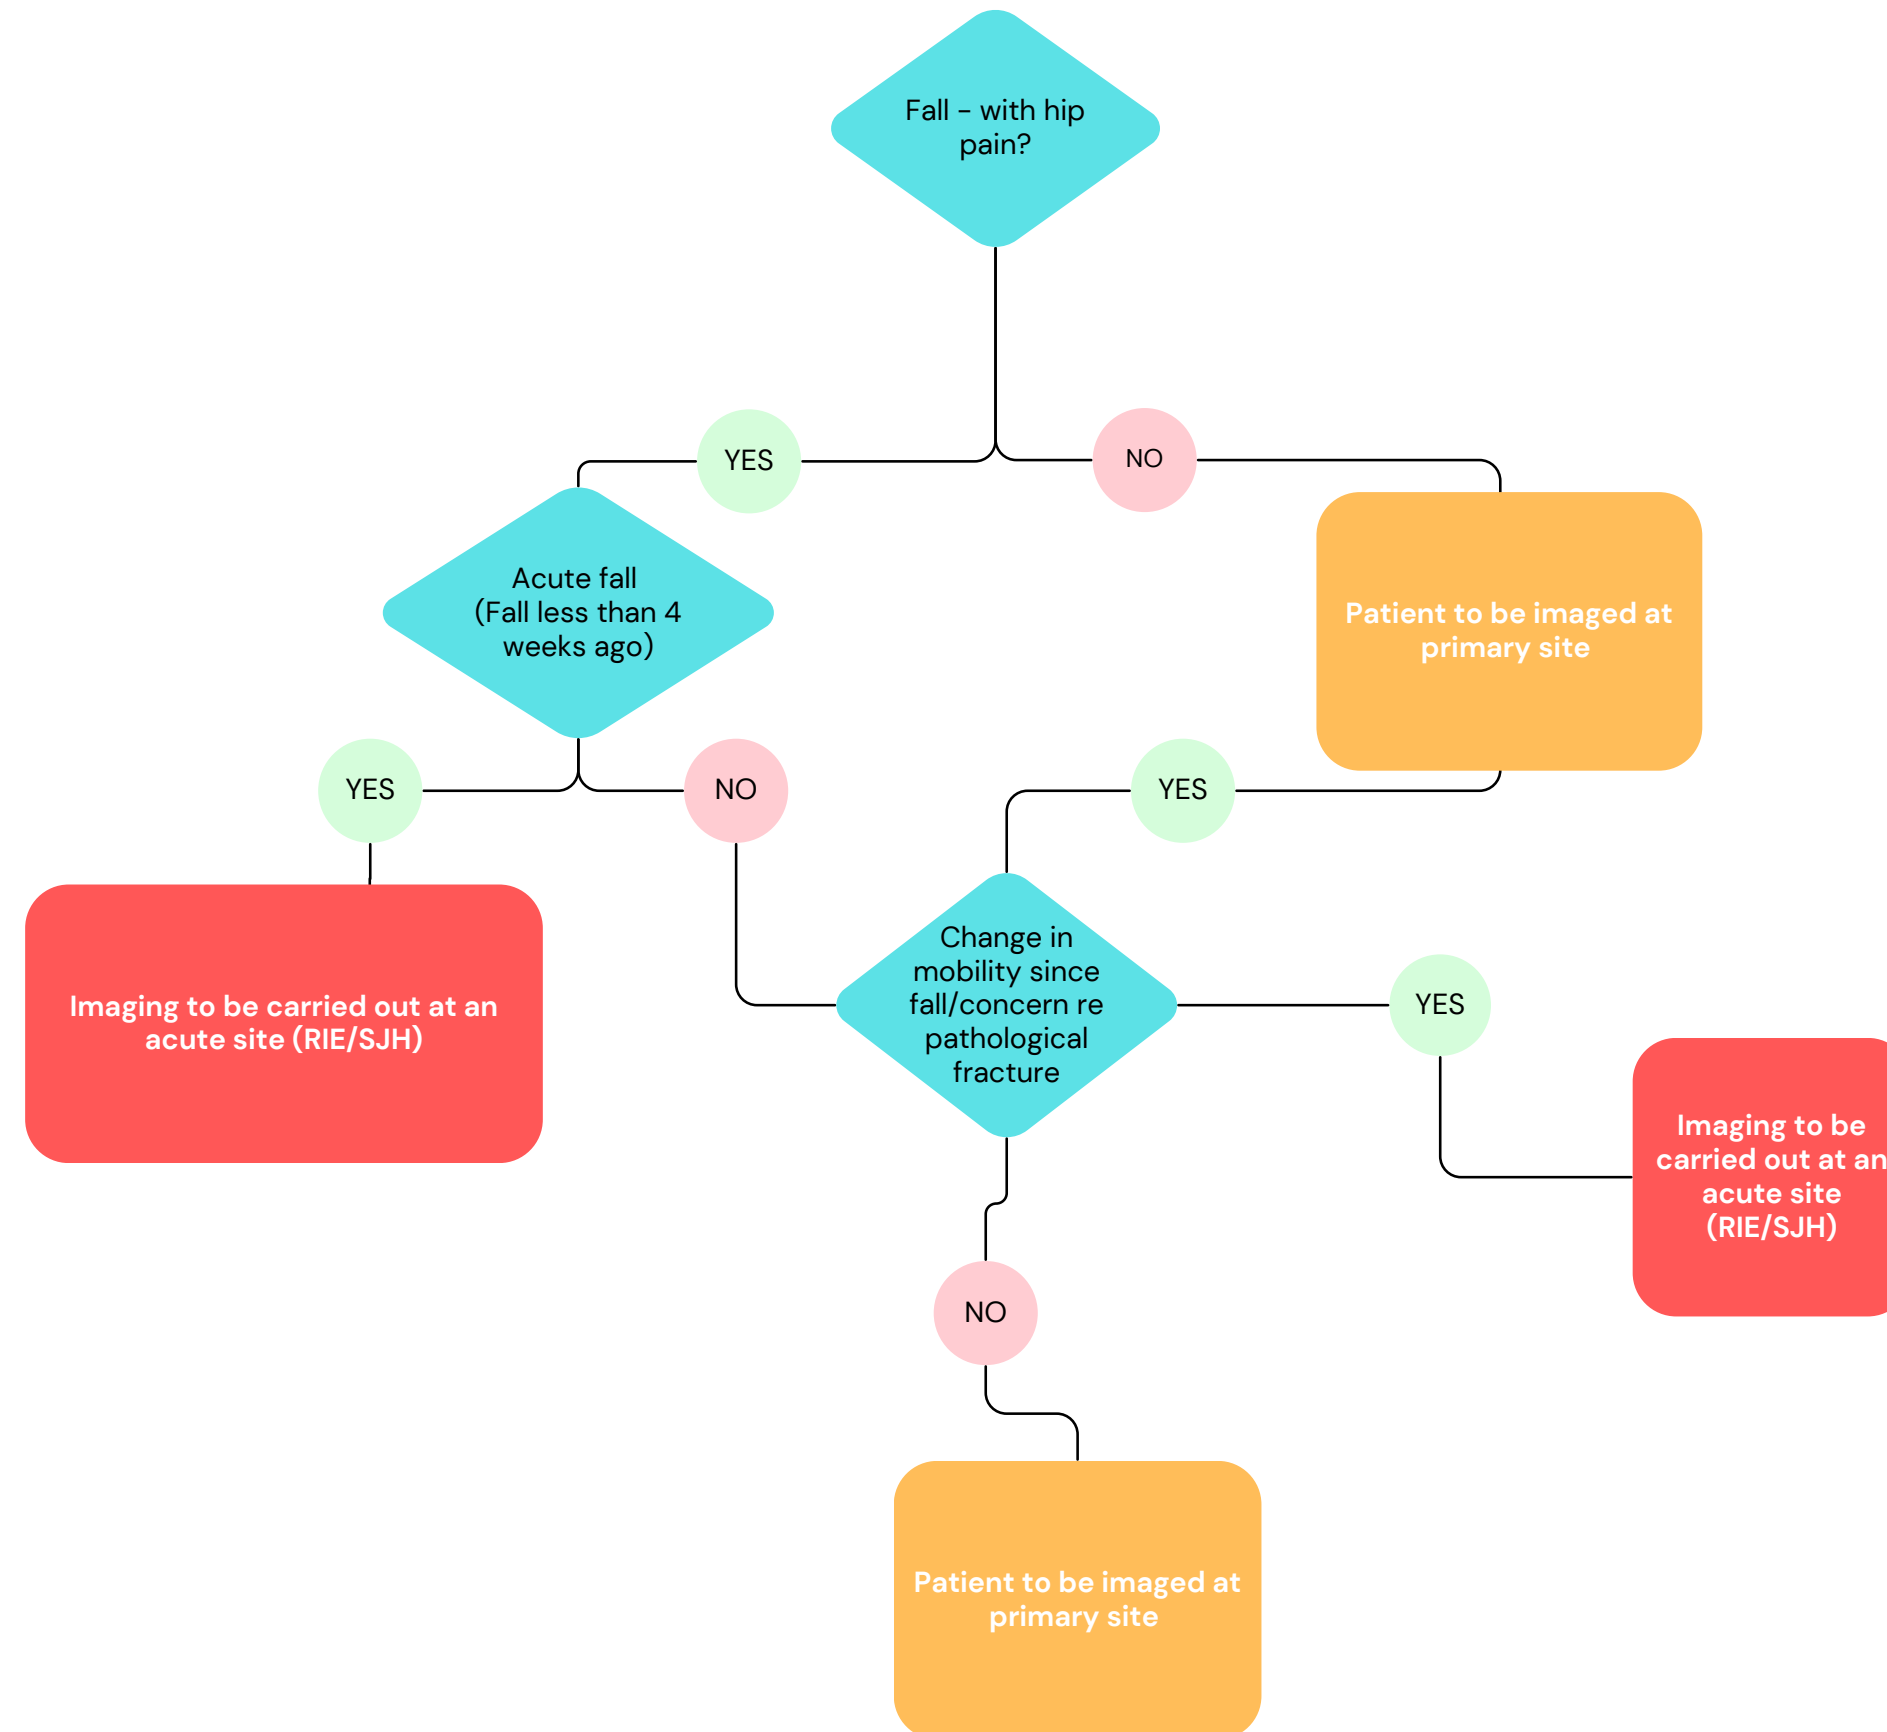 Fall - with hip
pain?
YES
NO
Acute fall
(Fall less than 4
weeks ago)
Patient to be imaged at
primary site
YES
NO
YES
Change in
mobility since
fall/concern re
pathological
fracture
YES
Imaging to be carried out at an
acute site (RIE/SJH)
Imaging to be
carried out at an
acute site
(RIE/SJH)
NO
Patient to be imaged at
primary site